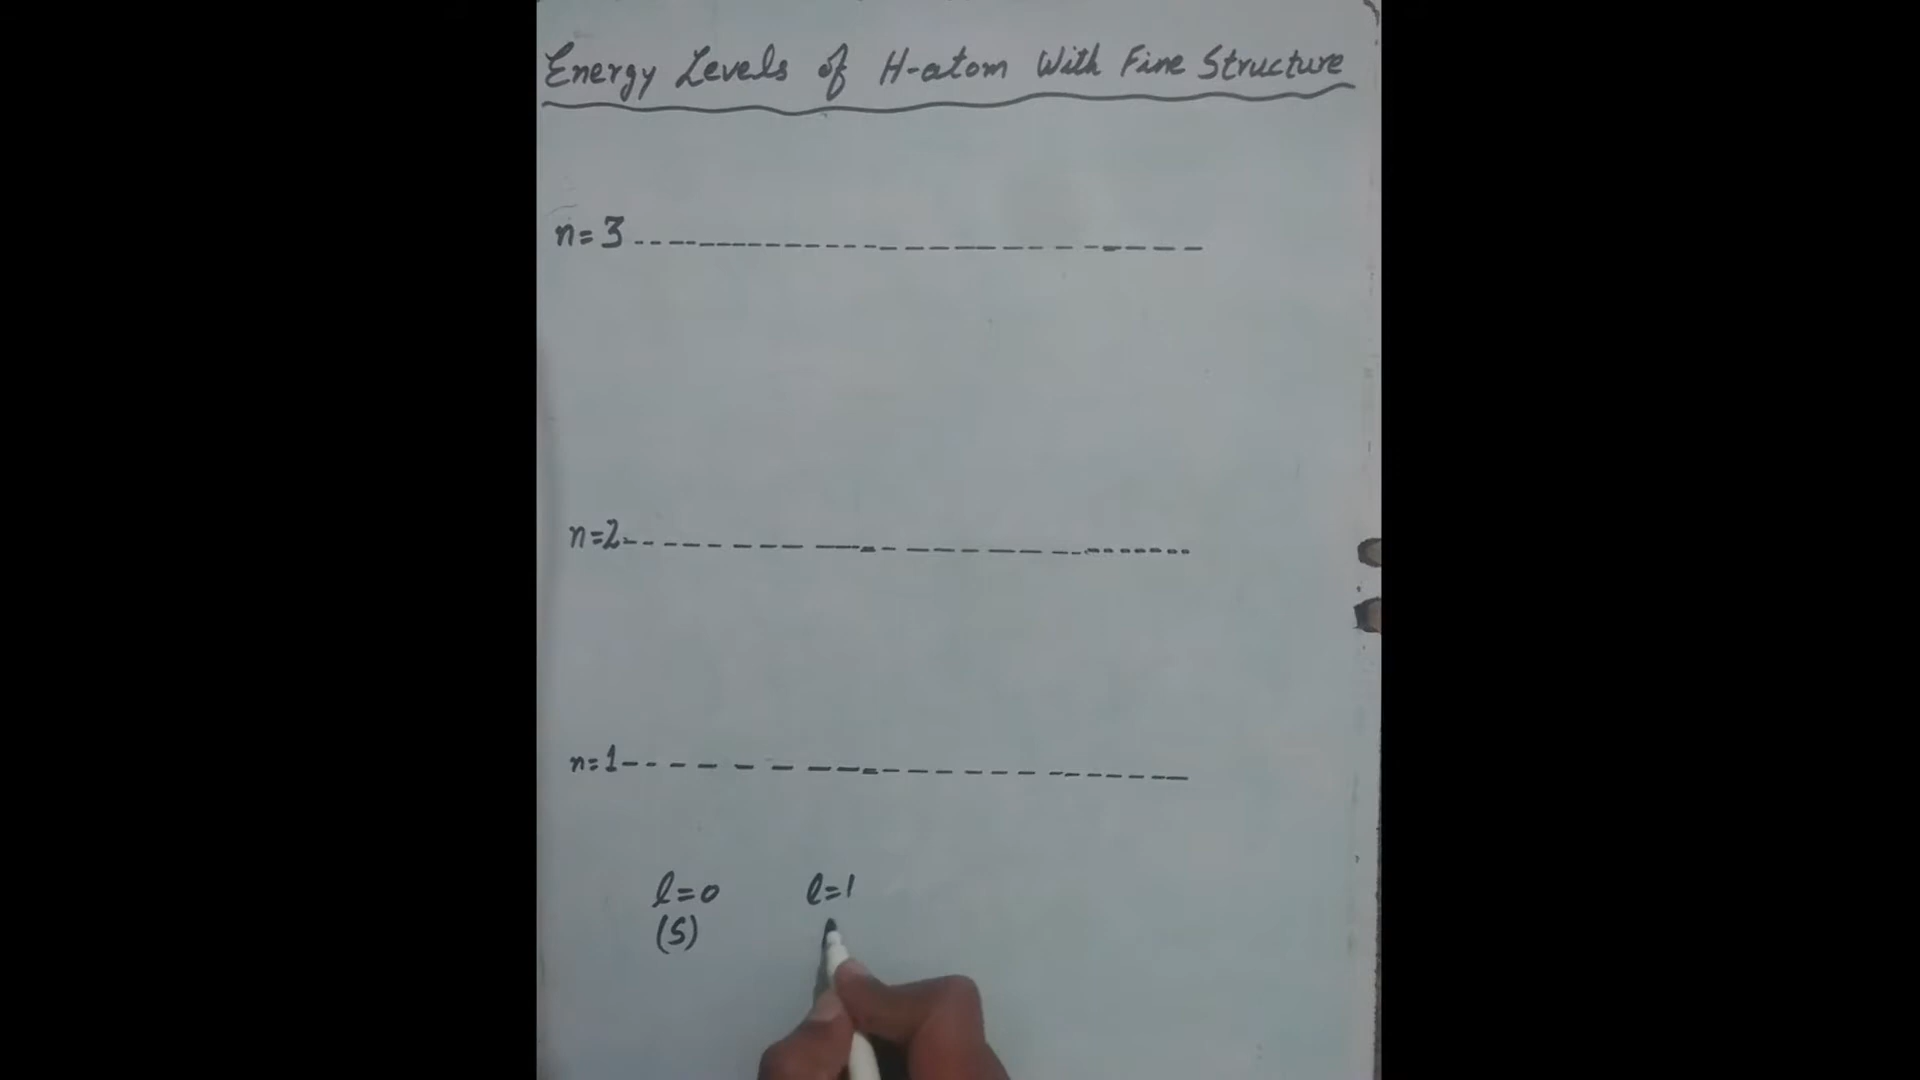 Energy Levels of H-atom With Fine Structure
n=3
n=2
n=1
l=0 l=1
(S)